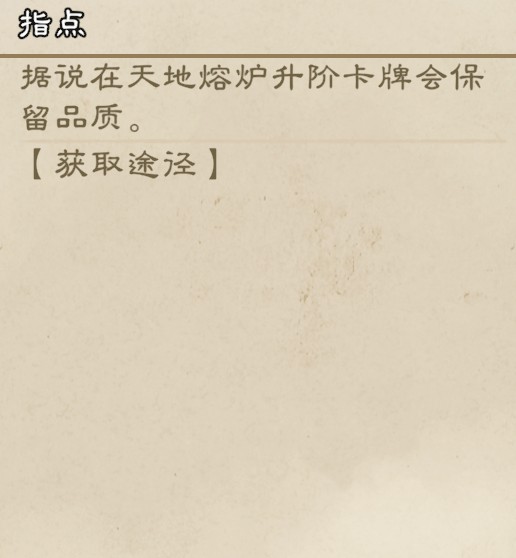 指点
据说在天地熔炉升阶卡牌会保
留品质。
【获取途径】